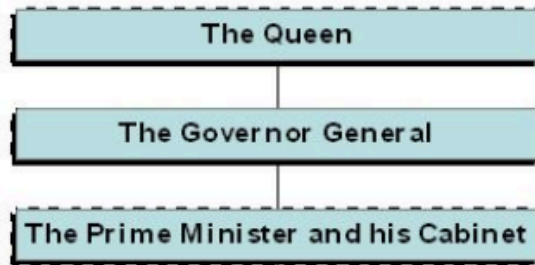 The Queen
The Governor General
The Prime Minister and his Cabinet